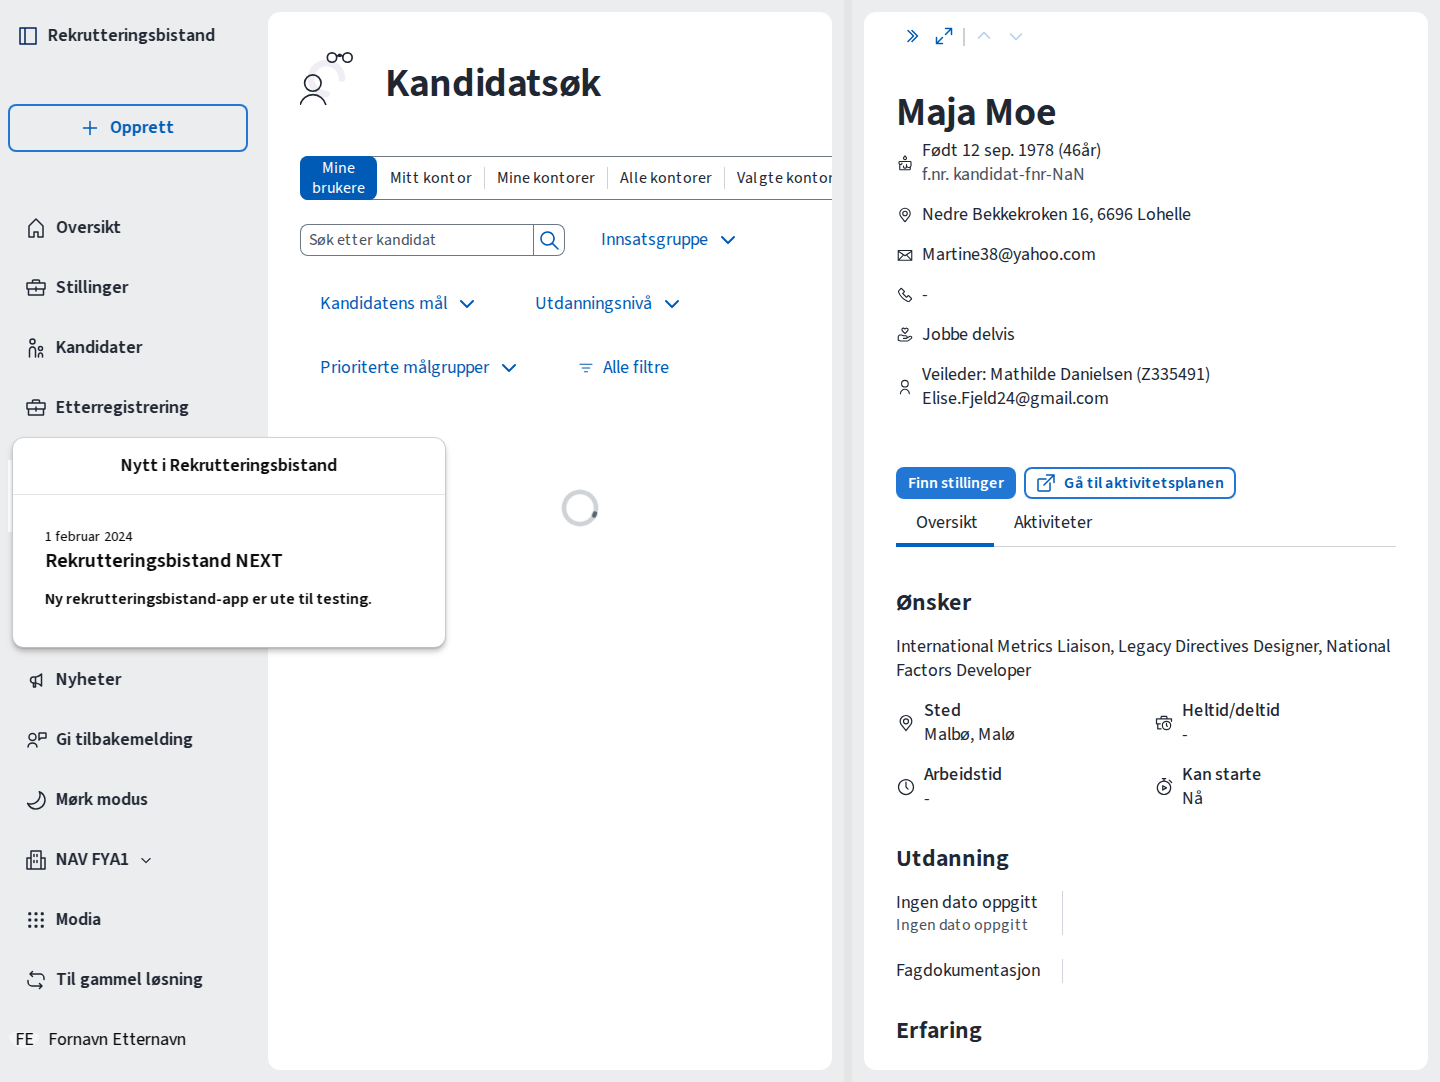 Rekrutteringsbistand
Opprett
Oversikt
Stillinger
Kandidater
Etterregistrering
Nytt i Rekrutteringsbistand
1 februar 2024
Rekrutteringsbistand NEXT
Ny rekrutteringsbistand-app er ute til testing.
Nyheter
Gi tilbakemelding
Mørk modus
NAV FYA1
Modia
Til gammel løsning
FE Fornavn Etternavn
Kandidatsøk
Mine
brukere
Mitt kontor
Mine kontorer
Alle kontorer
Valgte kontor
Søk etter kandidat
Innsatsgruppe
Kandidatens mål
Utdanningsnivå
Prioriterte målgrupper
Alle filtre
Maja Moe
Født 12 sep. 1978 (46år)
f.nr. kandidat-fnr-NaN
Nedre Bekkekroken 16, 6696 Lohelle
Martine38@yahoo.com
-
Jobbe delvis
Veileder: Mathilde Danielsen (Z335491)
Elise.Fjeld24@gmail.com
Finn stillinger
Gå til aktivitetsplanen
Oversikt
Aktiviteter
Ønsker
International Metrics Liaison, Legacy Directives Designer, National
Factors Developer
Sted
Malbø, Malø
Heltid/deltid
-
Arbeidstid
-
Kan starte
Nå
Utdanning
Ingen dato oppgitt
Ingen dato oppgitt
Fagdokumentasjon
Erfaring